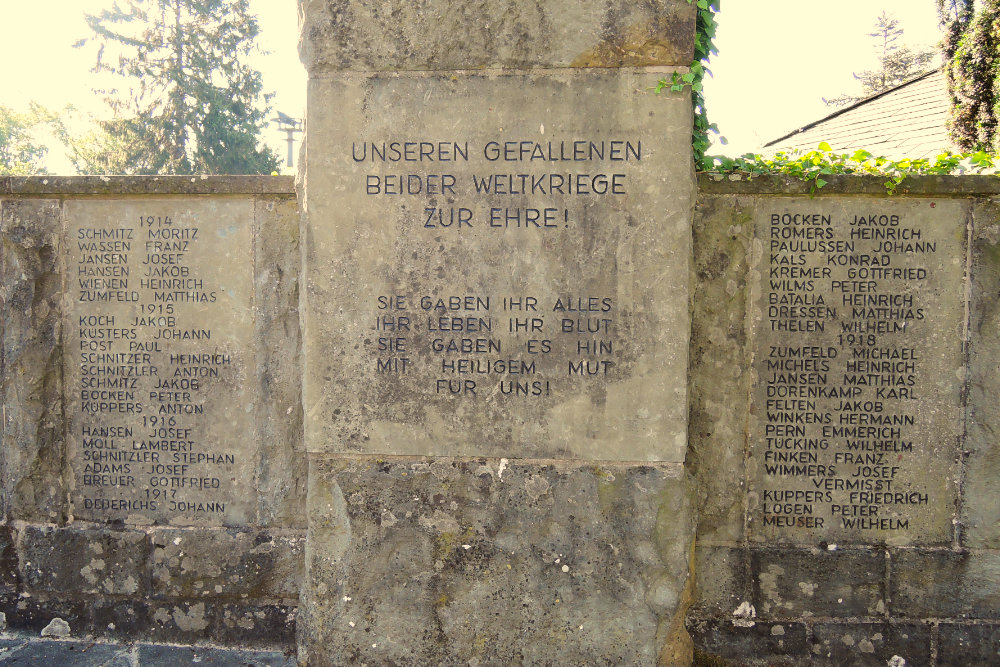 1914
SCHMITZ MORITZ
WASSEN FRANZ
JANSEN JOSEF
HANSEN JAKOB
WIENEN HEINRICH
ZUMFELD MATTHIAS
1915
KOCH JAKOB
KÜSTERS JOHANN
POST PAUL
SCHNITZER HEINRICH
SCHNITZER ANTON
SCHMITZ JAKOB
BÖCKEN PETER
KÜPPERS ANTON
1916
HANSEN JOSEF
MOLL LAMBERT
SCHNITZLER STEPHAN
ADAMS JOSEF
BREUER GOTTFRIED
1917
DEDERICHS JOHANN
UNSEREN GEFALLENEN
BEIDER WELTKRIEGE
ZUR EHRE!
SIE GABEN IHR ALLES
IHR LEBEN IHR BLUT
SIE GABEN ES HIN
MIT HEILIGEM MUT
FÜR UNS!
BÖCKEN JAKOB
RÖMERS HEINRICH
PAULUSSEN JOHANN
KALS KONRAD
KREMER GOTTFRIED
WILMS PETER
BATALIA HEINRICH
DRESSEN MATTHIAS
THELEN WILHELM
1918
ZUMFELD MICHAEL
MICHELS HEINRICH
JANSEN MATTHIAS
DÖRENKAMP KARL
FELTEN JAKOB
WINKENS HERMANN
PERN EMMERICH
TÜCKING WILHELM
FINKEN FRANZ
WIMMERS JOSEF
VERMISST
KÜPPERS FRIEDRICH
LOGEN PETER
MEUSER WILHELM